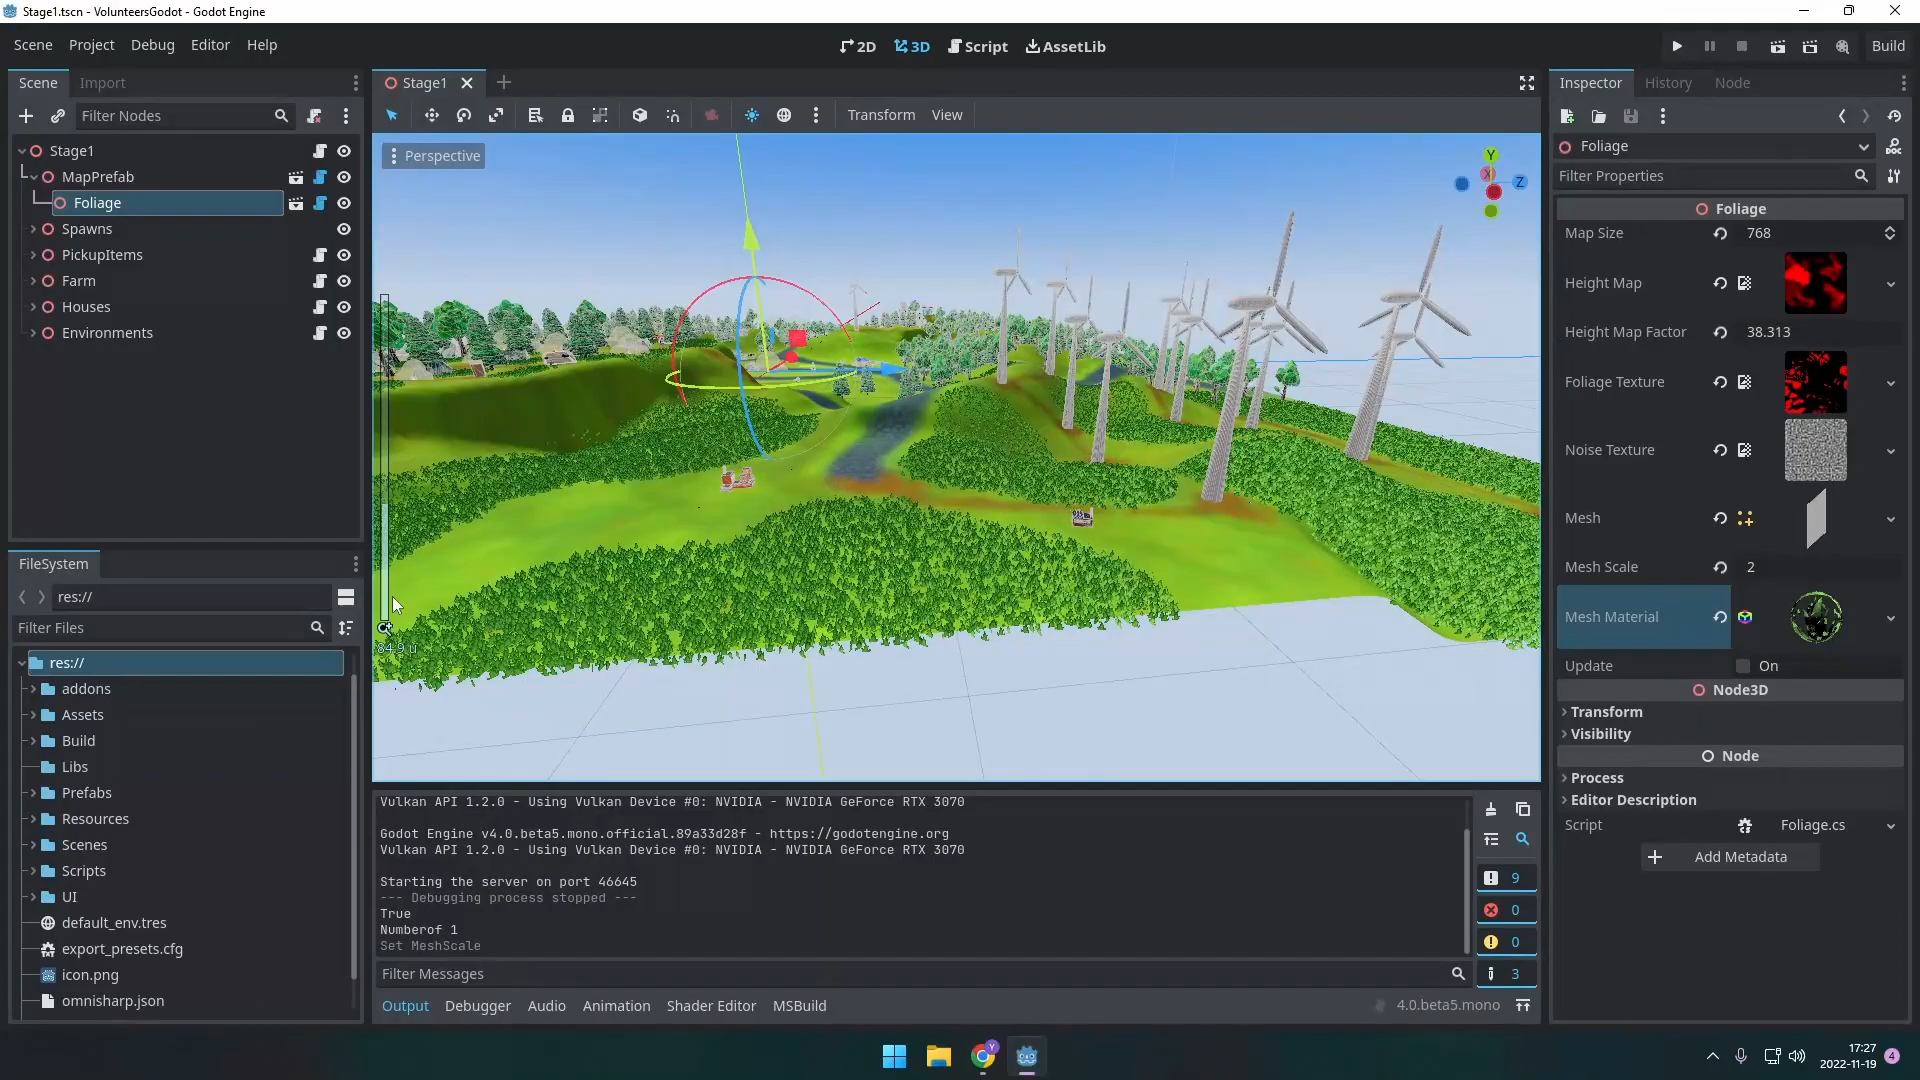 Stage1.tscn - VolunteersGodot - Godot Engine
Scene Project Debug Editor Help
2D 3D Script AssetLib
Build
Scene Import
Filter Nodes
Stage1
MapPrefab
Foliage
Spawns
PickupItems
Farm
Houses
Environments
FileSystem
res://
Filter Files
res://
addons
Assets
Build
Libs
Prefabs
Resources
Scenes
Scripts
UI
default_env.tres
export_presets.cfg
icon.png
omnisharp.json
Stage1
Transform View
Perspective
Y
X
Z
84.9 u
Vulkan API 1.2.0 - Using Vulkan Device #0: NVIDIA - NVIDIA GeForce RTX 3070
Godot Engine v4.0.beta5.mono.official.89a33d28f - https://godotengine.org
Vulkan API 1.2.0 - Using Vulkan Device #0: NVIDIA - NVIDIA GeForce RTX 3070
Starting the server on port 46645
--- Debugging process stopped ---
True
Numberof 1
Set MeshScale
Filter Messages
9
0
0
3
Output Debugger Audio Animation Shader Editor MSBuild
4.0.beta5.mono
Inspector History Node
Foliage
DOC
Filter Properties
Foliage
Map Size 768
Height Map
Height Map Factor 38.313
Foliage Texture
Noise Texture
Mesh
Mesh Scale 2
Mesh Material
Update On
Node3D
Transform
Visibility
Node
Process
Editor Description
Script Foliage.cs
Add Metadata
Y
17:27
2022-11-19
4